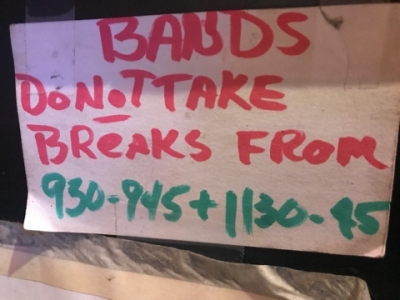 BANDS
DO NOT TAKE
BREAKS FROM
930-945+1130-45